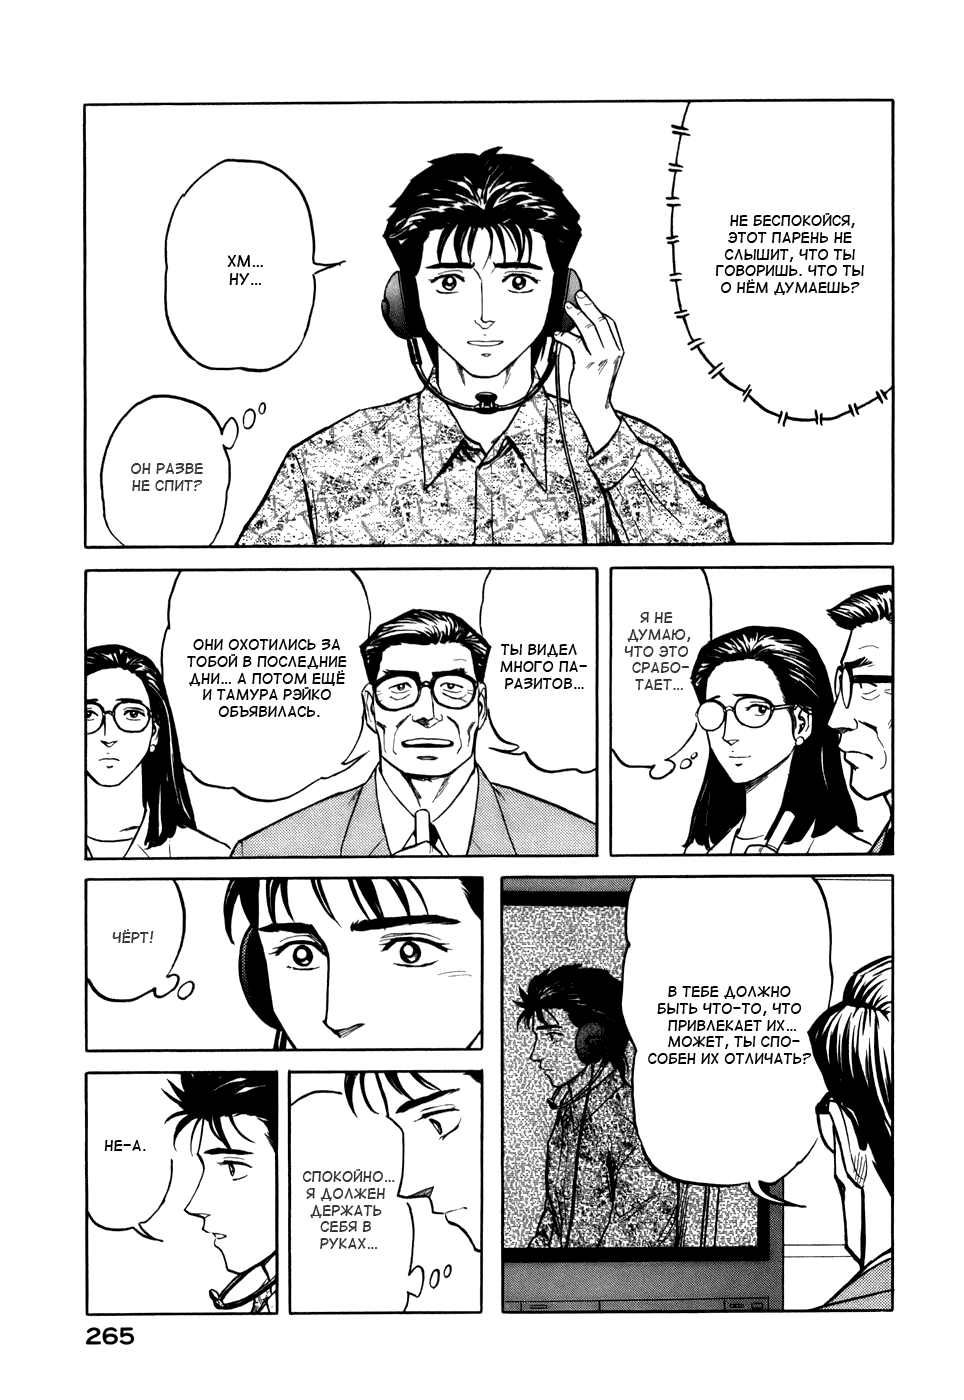 НЕ БЕСПОКОЙСЯ,
ЭТОТ ПАРЕНЬ НЕ
СЛЫШИТ, ЧТО ТЫ
ГОВОРИШЬ. ЧТО ТЫ
О НЁМ ДУМАЕШЬ?
ХМ...
НУ...
ОН РАЗВЕ
НЕ СПИТ?
Я НЕ
ДУМАЮ,
ЧТО ЭТО
СРАБО-
ТАЕТ...
ТЫ ВИДЕЛ
МНОГО ПА-
РАЗИТОВ...
ОНИ ОХОТИЛИСЬ ЗА
ТОБОЙ В ПОСЛЕДНИЕ
ДНИ... А ПОТОМ ЕЩЁ
И ТАМУРА РЭЙКО
ОБЪЯВИЛАСЬ.
В ТЕБЕ ДОЛЖНО
БЫТЬ ЧТО-ТО, ЧТО
ПРИВЛЕКАЕТ ИХ...
МОЖЕТ, ТЫ СПО-
СОБЕН ИХ ОТЛИЧАТЬ?
ЧЁРТ!
СПОКОЙНО...
Я ДОЛЖЕН
ДЕРЖАТЬ
СЕБЯ В
РУКАХ...
НЕ-А.
265